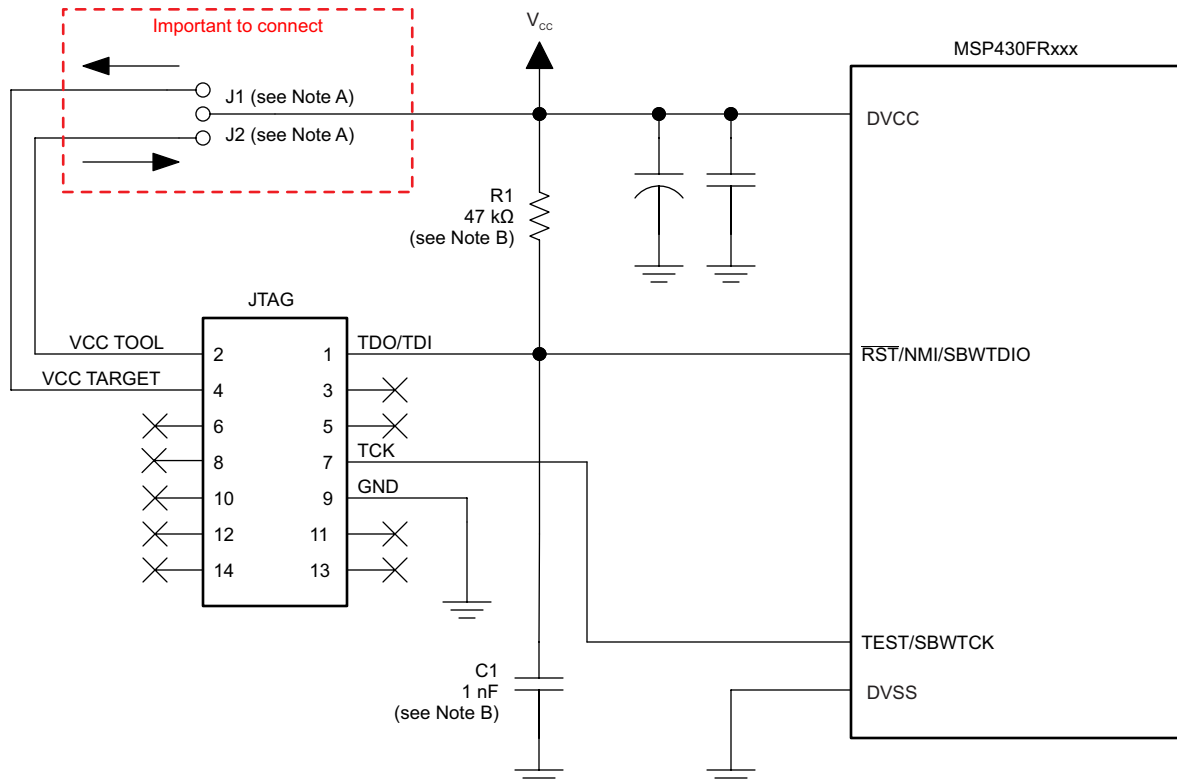 Important to connect
V_CC
MSP430FRxxx
J1 (see Note A)
J2 (see Note A)
DVCC
R1
47 kΩ
(see Note B)
JTAG
VCC TOOL
2
1
TDO/TDI
R̅S̅T̅/NMI/SBWTDIO
VCC TARGET
4
3
6
5
8
7
TCK
10
9
GND
12
11
14
13
TEST/SBWTCK
C1
1 nF
(see Note B)
DVSS